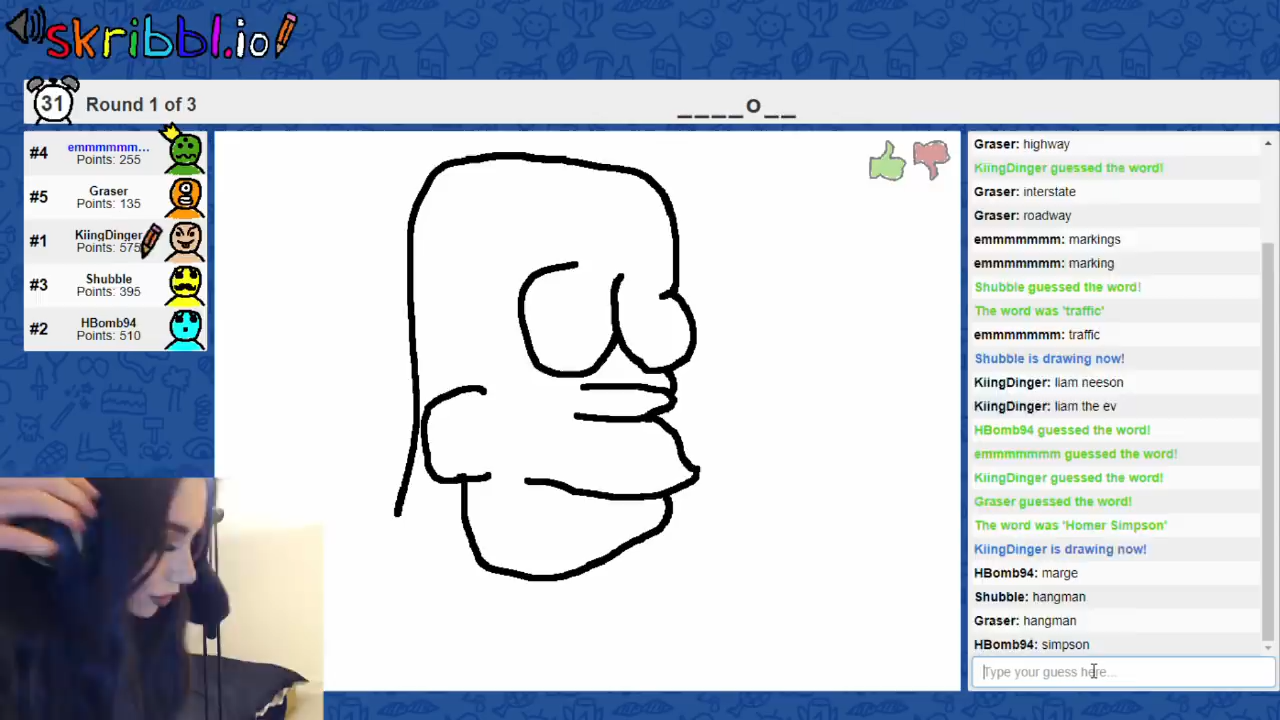 skribbl.io
31 Round 1 of 3
____o__
#4 emmmmmm... Points: 255
#5 Graser Points: 135
#1 KiingDinger Points: 575
#3 Shubble Points: 395
#2 HBomb94 Points: 510
Graser: highway
KiingDinger guessed the word!
Graser: interstate
Graser: roadway
emmmmmmm: markings
emmmmmmm: marking
Shubble guessed the word!
The word was 'traffic'
emmmmmmm: traffic
Shubble is drawing now!
KiingDinger: liam neeson
KiingDinger: liam the ev
HBomb94 guessed the word!
emmmmmmm guessed the word!
KiingDinger guessed the word!
Graser guessed the word!
The word was 'Homer Simpson'
KiingDinger is drawing now!
HBomb94: marge
Shubble: hangman
Graser: hangman
HBomb94: simpson
Type your guess here...